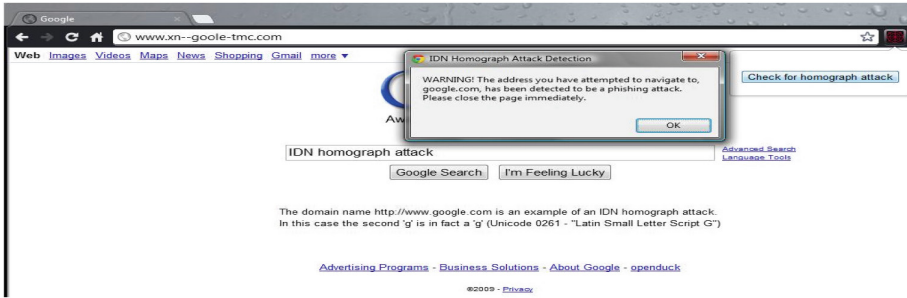 Google
www.xn--goole-tmc.com
Web Images Videos Maps News Shopping Gmail more ▼
IDN Homograph Attack Detection
WARNING! The address you have attempted to navigate to,
google.com, has been detected to be a phishing attack.
Please close the page immediately.
OK
Check for homograph attack
Aw
IDN homograph attack
Advanced Search
Language Tools
Google Search I'm Feeling Lucky
The domain name http://www.google.com is an example of an IDN homograph attack.
In this case the second 'g' is in fact a 'g' (Unicode 0261 - "Latin Small Letter Script G")
Advertising Programs - Business Solutions - About Google - openduck
©2009 - Privacy